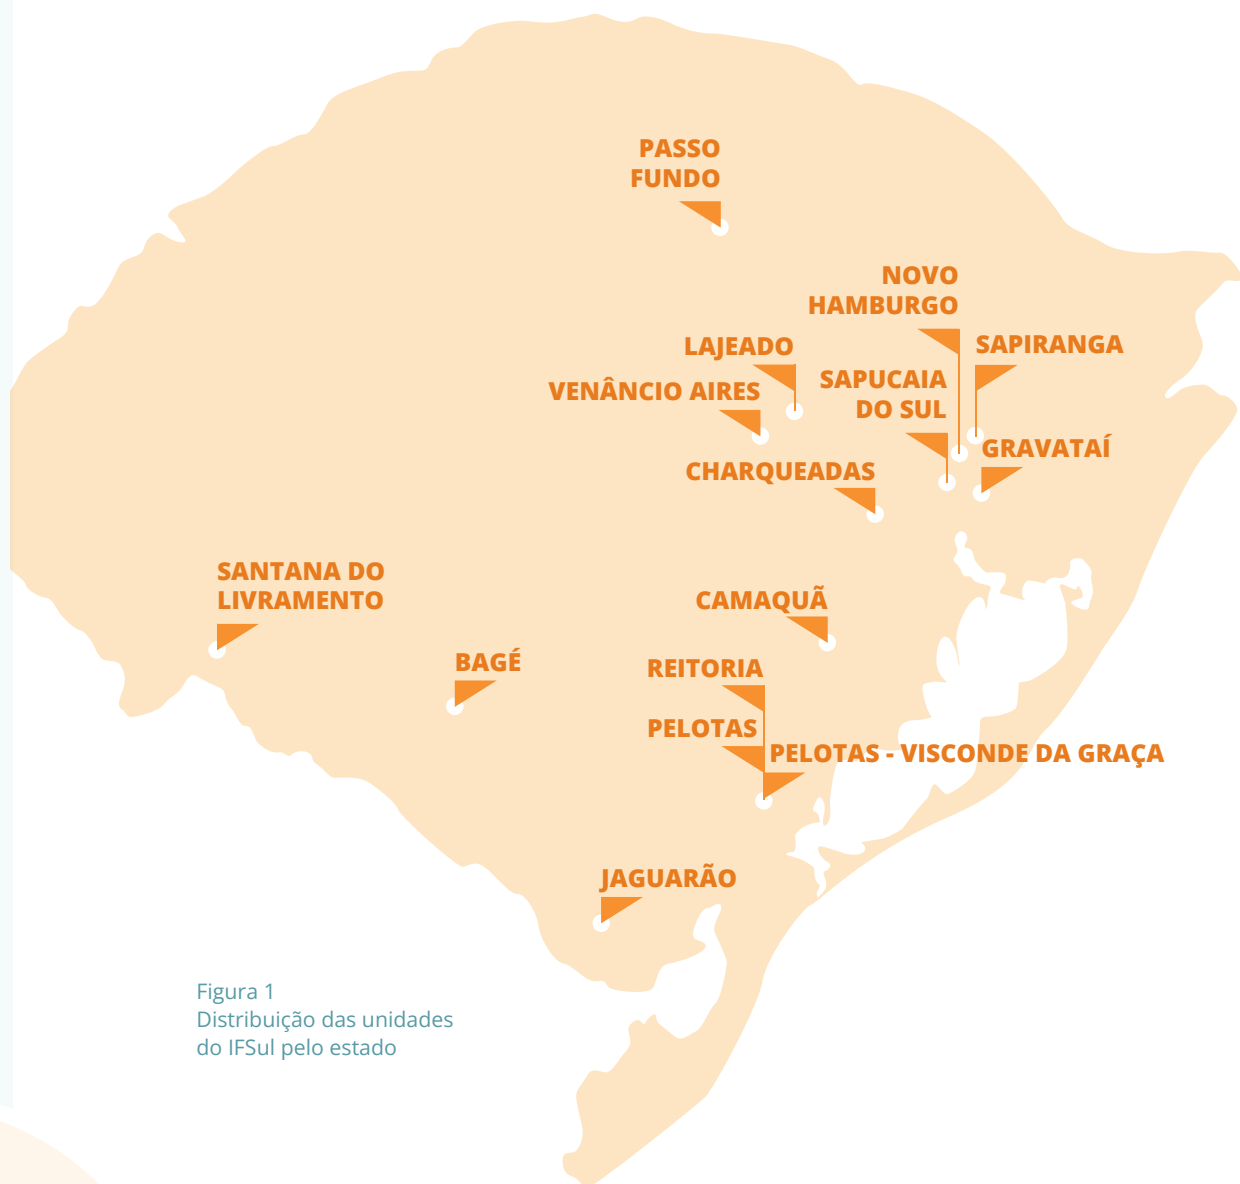 PASSO
FUNDO
NOVO
HAMBURGO
SAPIRANGA
LAJEADO
SAPUCAIA
DO SUL
VENÂNCIO AIRES
GRAVATAÍ
CHARQUEADAS
SANTANA DO
LIVRAMENTO
CAMAQUÃ
BAGÉ
REITORIA
PELOTAS
PELOTAS - VISCONDE DA GRAÇA
JAGUARÃO
Figura 1
Distribuição das unidades
do IFSul pelo estado